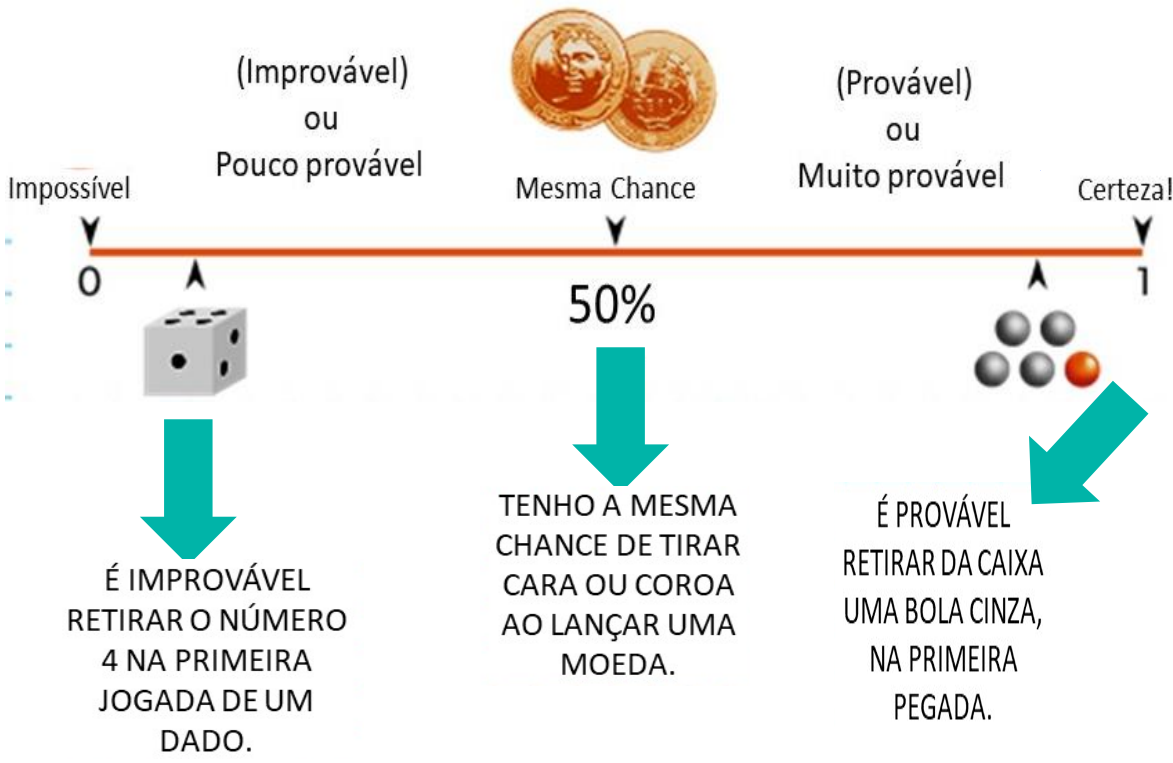 (Improvável)
ou
Pouco provável
(Provável)
ou
Muito provável
Impossível
Mesma Chance
Certeza!
0
50%
1
É IMPROVÁVEL
RETIRAR O NÚMERO
4 NA PRIMEIRA
JOGADA DE UM
DADO.
TENHO A MESMA
CHANCE DE TIRAR
CARA OU COROA
AO LANÇAR UMA
MOEDA.
É PROVÁVEL
RETIRAR DA CAIXA
UMA BOLA CINZA,
NA PRIMEIRA
PEGADA.